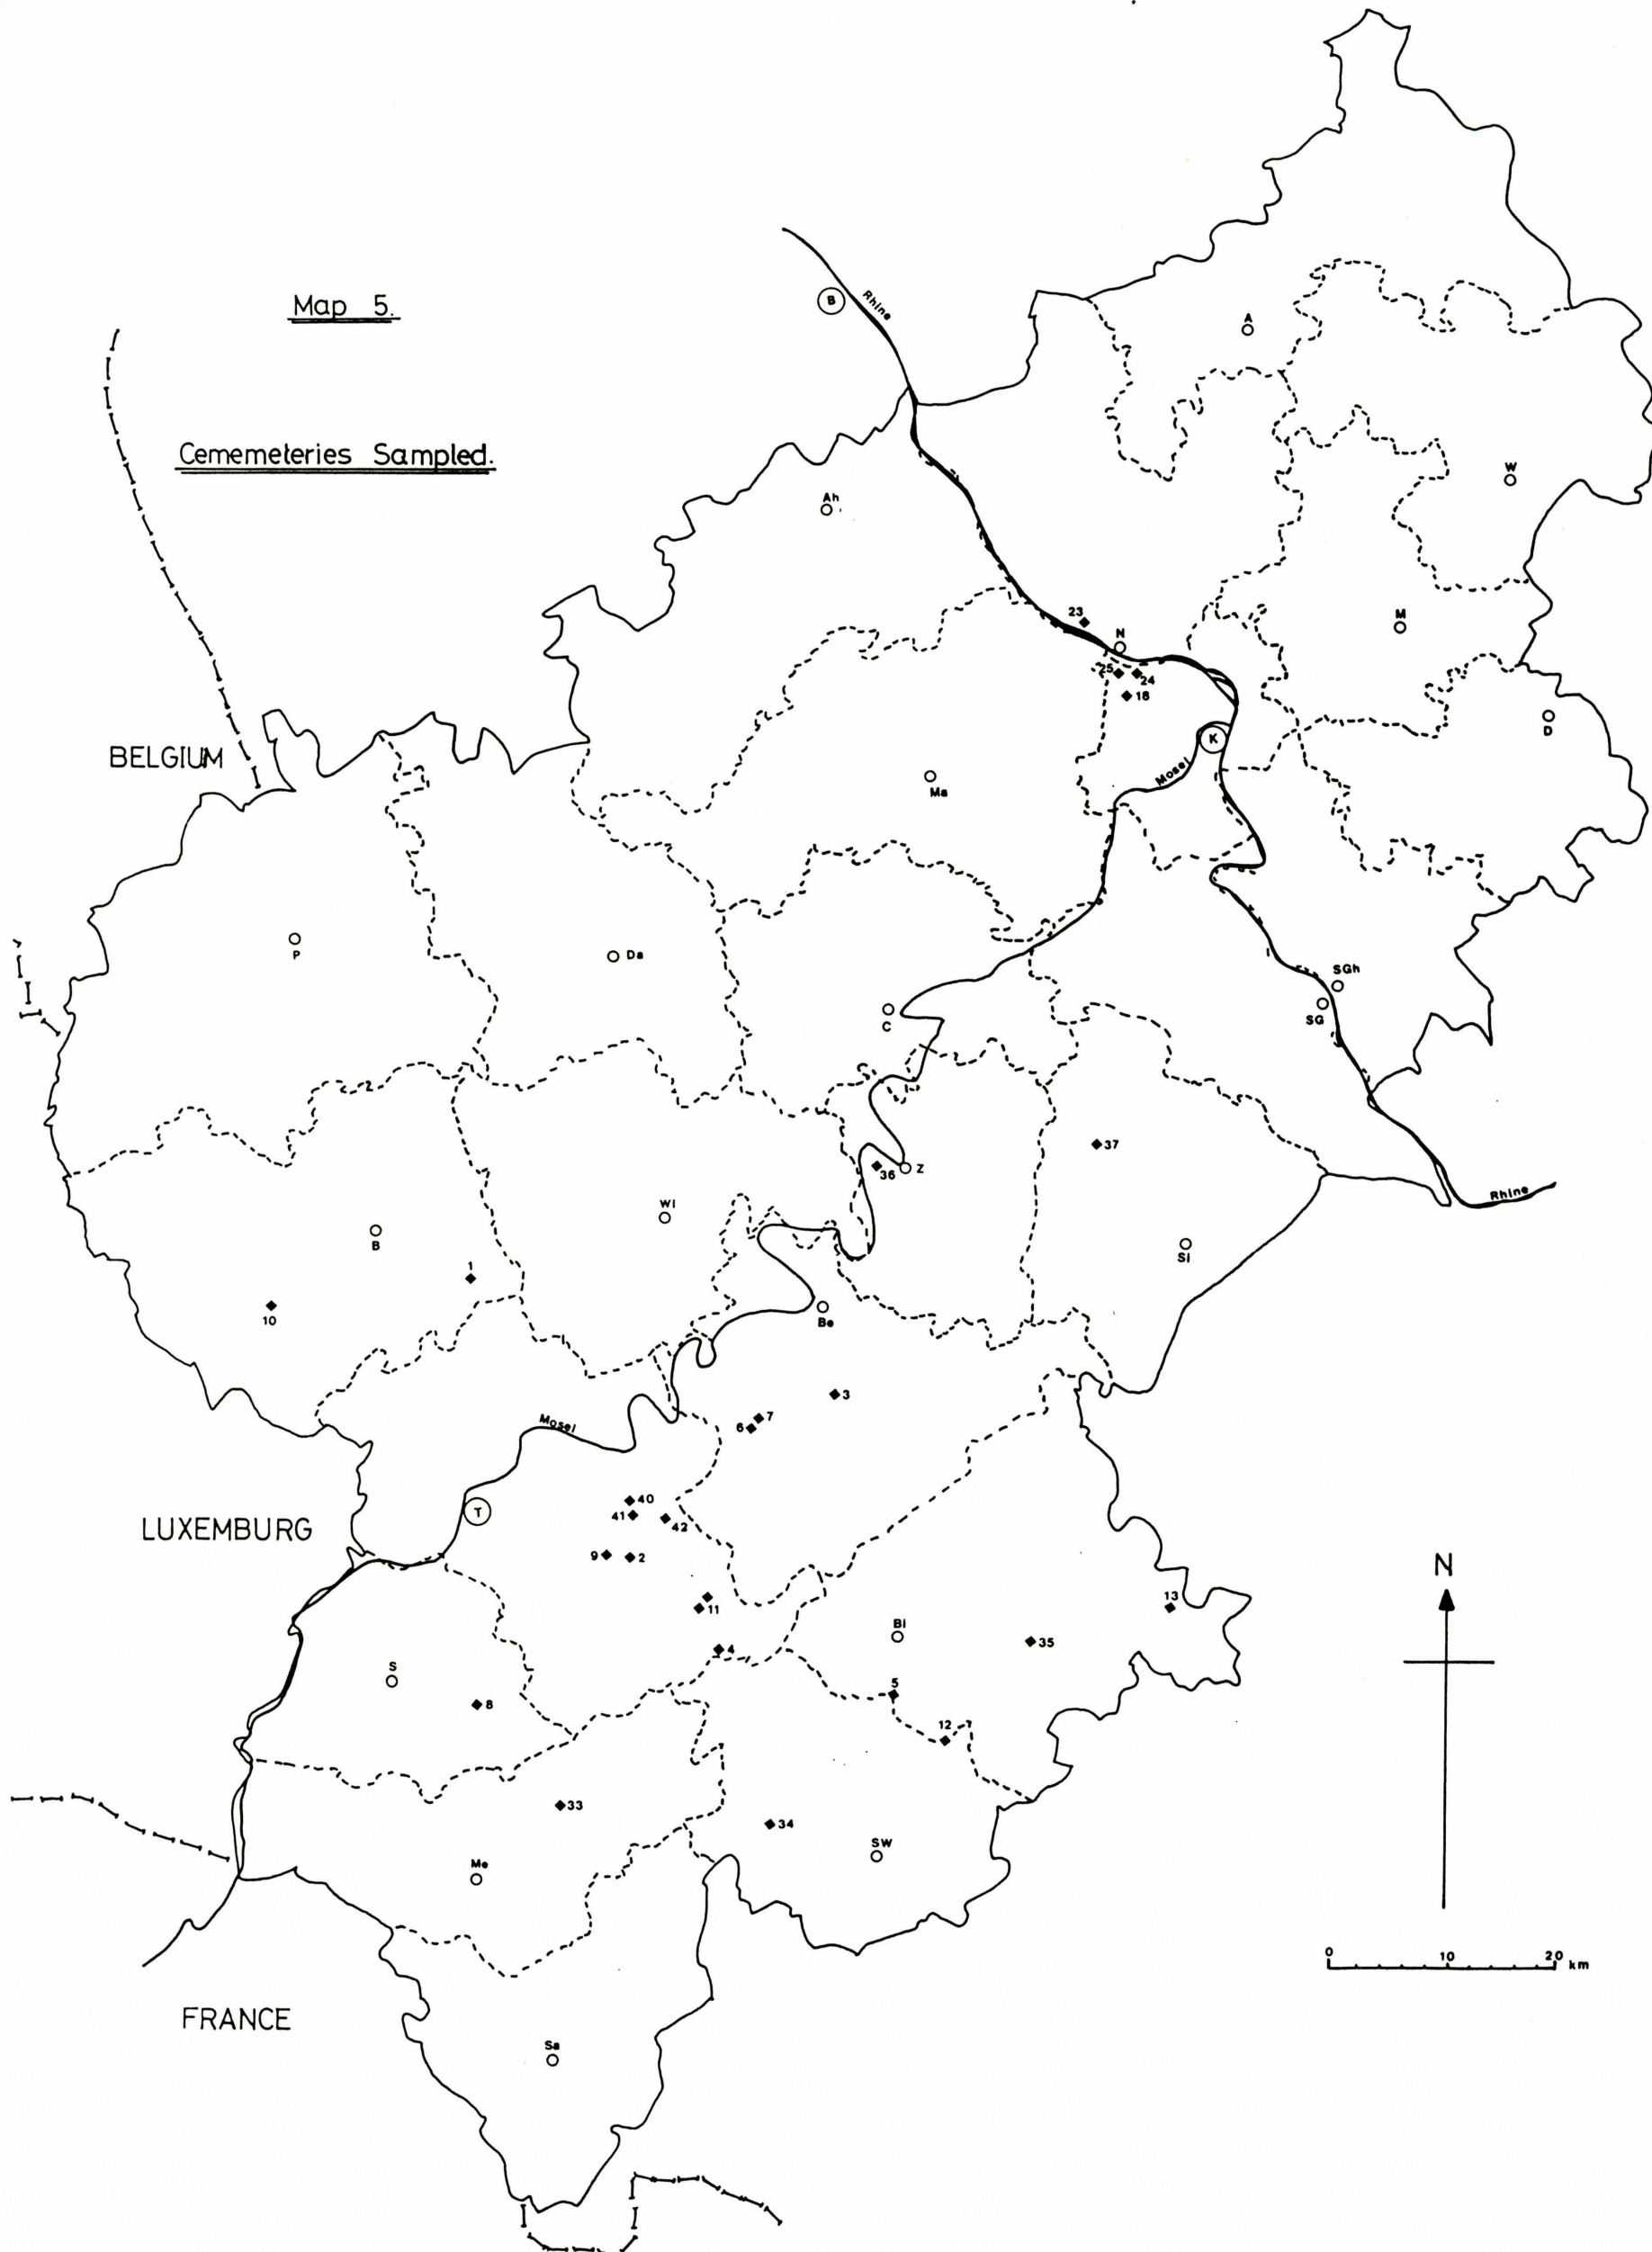 Map 5.
B
Rhine
A
Cememeteries Sampled.
W
Ah
23
N
M
25
24
18
D
K
BELGIUM
Mosel
Ma
P
Da
SGh
C
SG
37
36
Z
Rhine
Wi
B
Si
1
10
Be
3
7
6
Mosel
40
T
41
42
LUXEMBURG
9
2
N
13
11
Bi
35
4
S
5
8
12
33
34
SW
Me
0
10
20
km
FRANCE
Sa